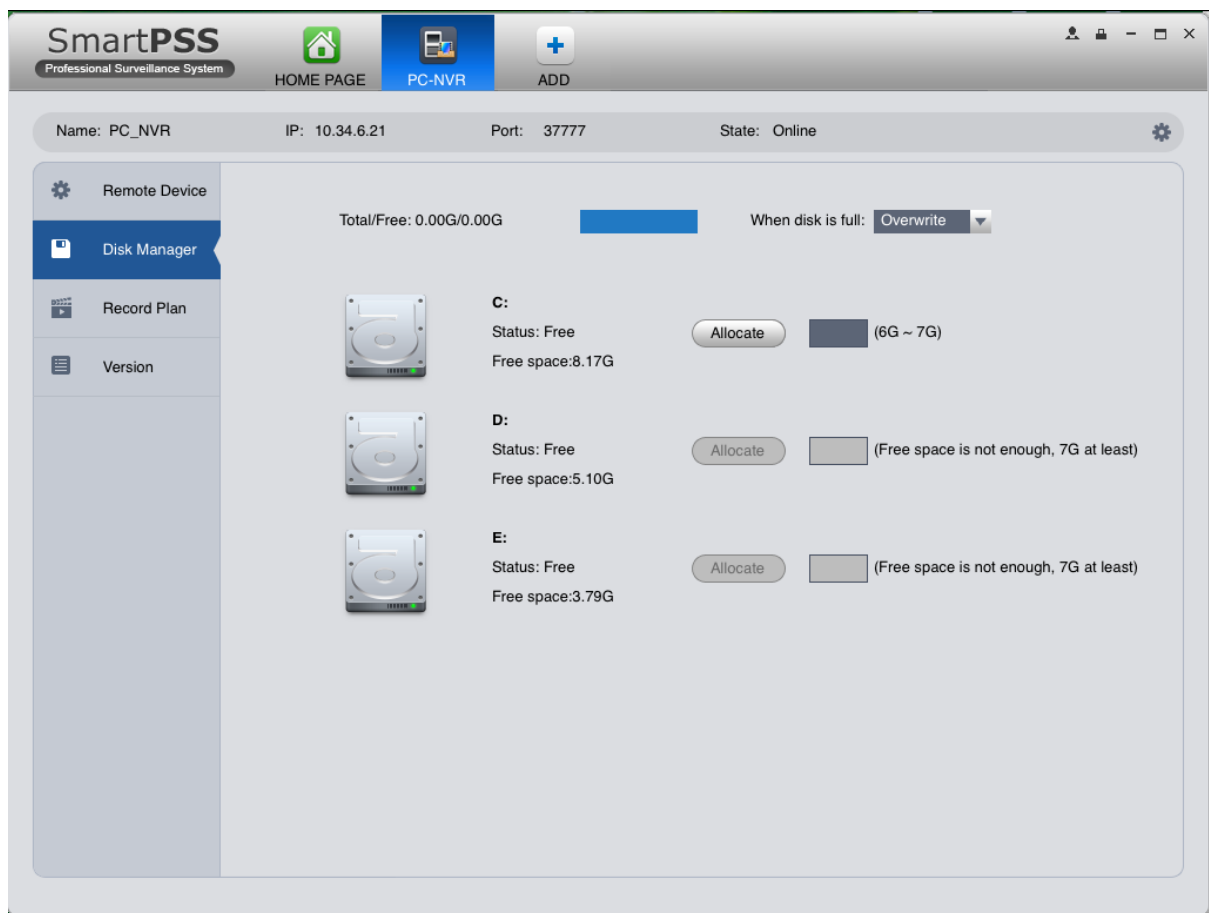 SmartPSS
Professional Surveillance System
HOME PAGE
PC-NVR
ADD
Name: PC_NVR IP: 10.34.6.21 Port: 37777 State: Online
Remote Device
Disk Manager
Record Plan
Version
Total/Free: 0.00G/0.00G When disk is full: Overwrite
C:
Status: Free
Free space:8.17G
Allocate (6G ~ 7G)
D:
Status: Free
Free space:5.10G
Allocate (Free space is not enough, 7G at least)
E:
Status: Free
Free space:3.79G
Allocate (Free space is not enough, 7G at least)